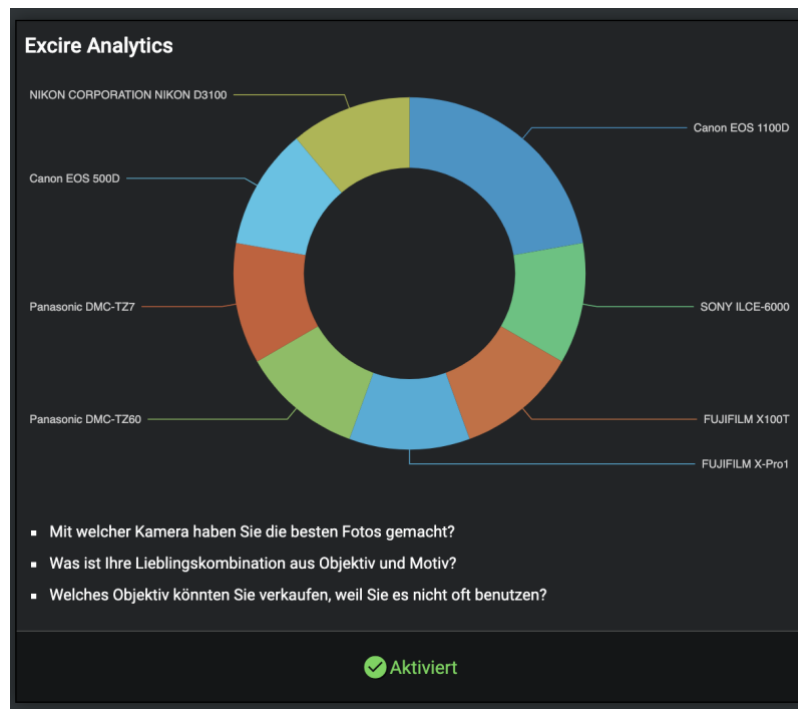 Excire Analytics
NIKON CORPORATION NIKON D3100
Canon EOS 1100D
Canon EOS 500D
Panasonic DMC-TZ7
SONY ILCE-6000
Panasonic DMC-TZ60
FUJIFILM X100T
FUJIFILM X-Pro1
Mit welcher Kamera haben Sie die besten Fotos gemacht?
Was ist Ihre Lieblingskombination aus Objektiv und Motiv?
Welches Objektiv könnten Sie verkaufen, weil Sie es nicht oft benutzen?
Aktiviert